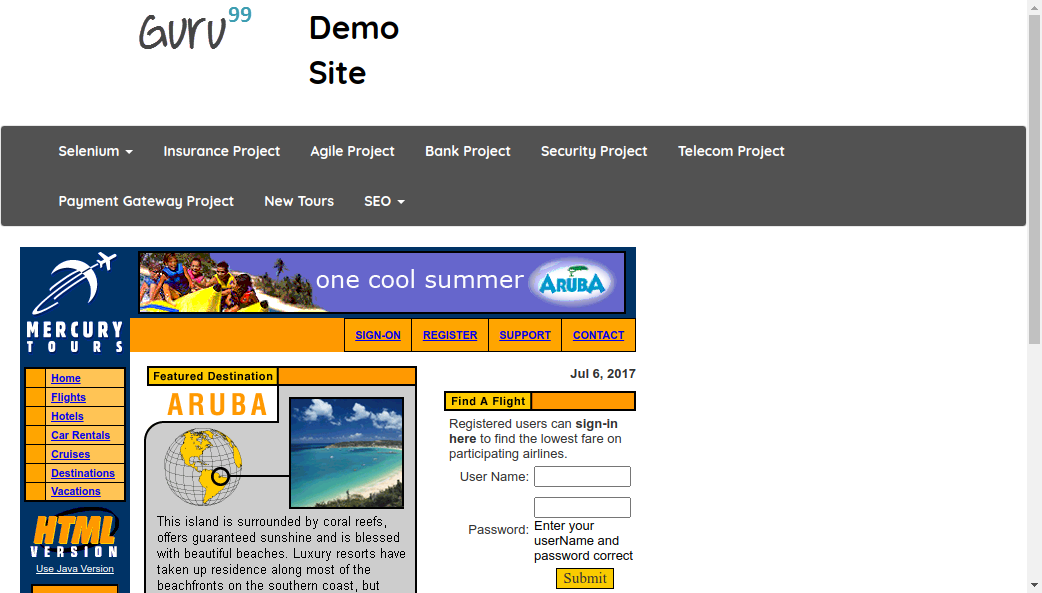 Guru99
Demo
Site
Selenium
Insurance Project
Agile Project
Bank Project
Security Project
Telecom Project
Payment Gateway Project
New Tours
SEO
MERCURY
TOURS
one cool summer
ARUBA
SIGN-ON
REGISTER
SUPPORT
CONTACT
Home
Flights
Hotels
Car Rentals
Cruises
Destinations
Vacations
HTML
VERSION
Use Java Version
Featured Destination
ARUBA
This island is surrounded by coral reefs,
offers guaranteed sunshine and is blessed
with beautiful beaches. Luxury resorts have
taken up residence along most of the
beachfronts on the southern coast, but
Jul 6, 2017
Find A Flight
Registered users can sign-in
here to find the lowest fare on
participating airlines.
User Name:
Password:
Enter your
userName and
password correct
Submit